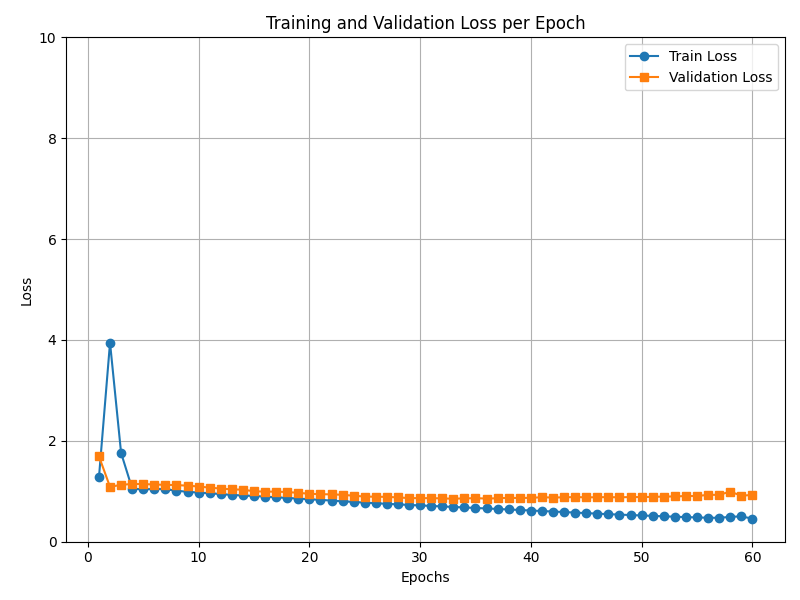 Training and Validation Loss per Epoch
Train Loss
Validation Loss
10
8
6
4
2
0
Loss
0 10 20 30 40 50 60
Epochs